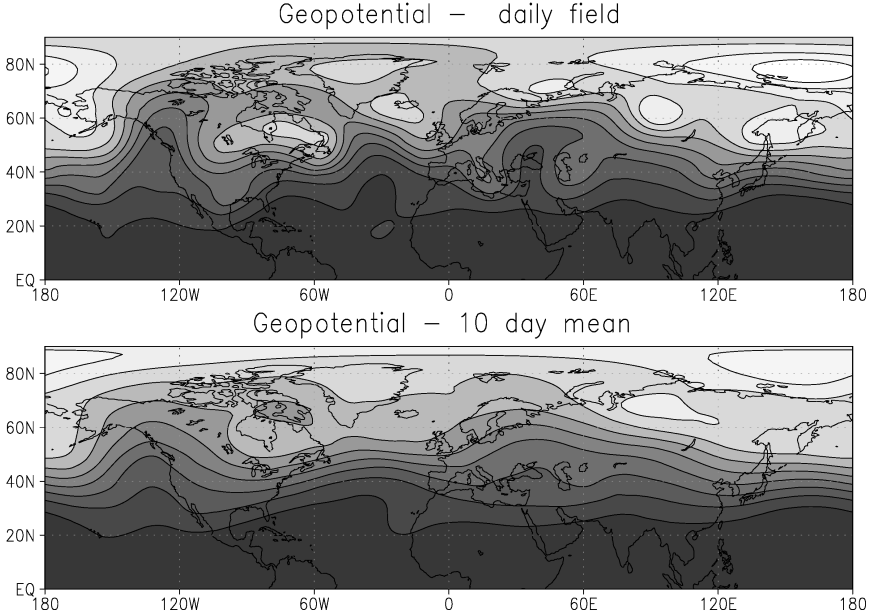 Geopotential – daily field
80N
60N
40N
20N
EQ
180 120W 60W 0 60E 120E 180
Geopotential – 10 day mean
80N
60N
40N
20N
EQ
180 120W 60W 0 60E 120E 180